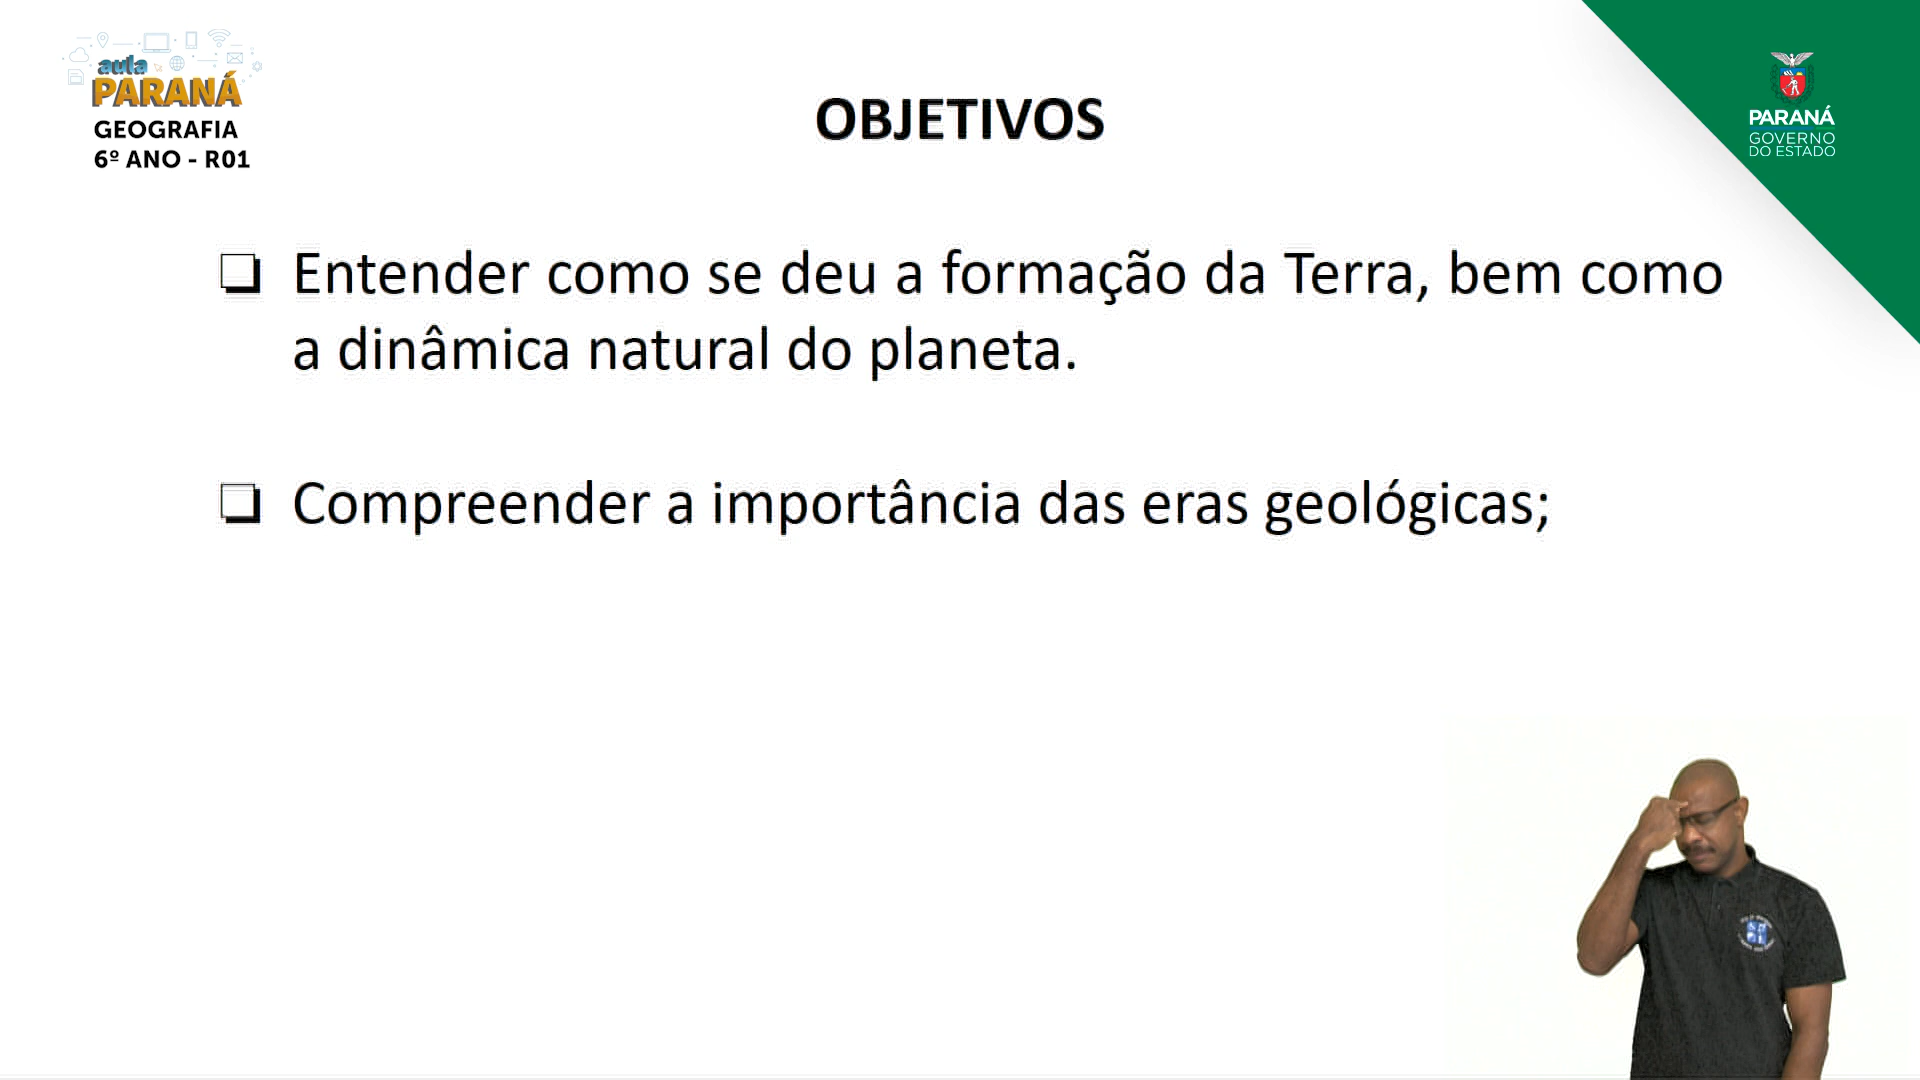 aula
PARANÁ
GEOGRAFIA
6º ANO - R01
OBJETIVOS
PARANÁ
GOVERNO
DO ESTADO
❏ Entender como se deu a formação da Terra, bem como
a dinâmica natural do planeta.
❏ Compreender a importância das eras geológicas;